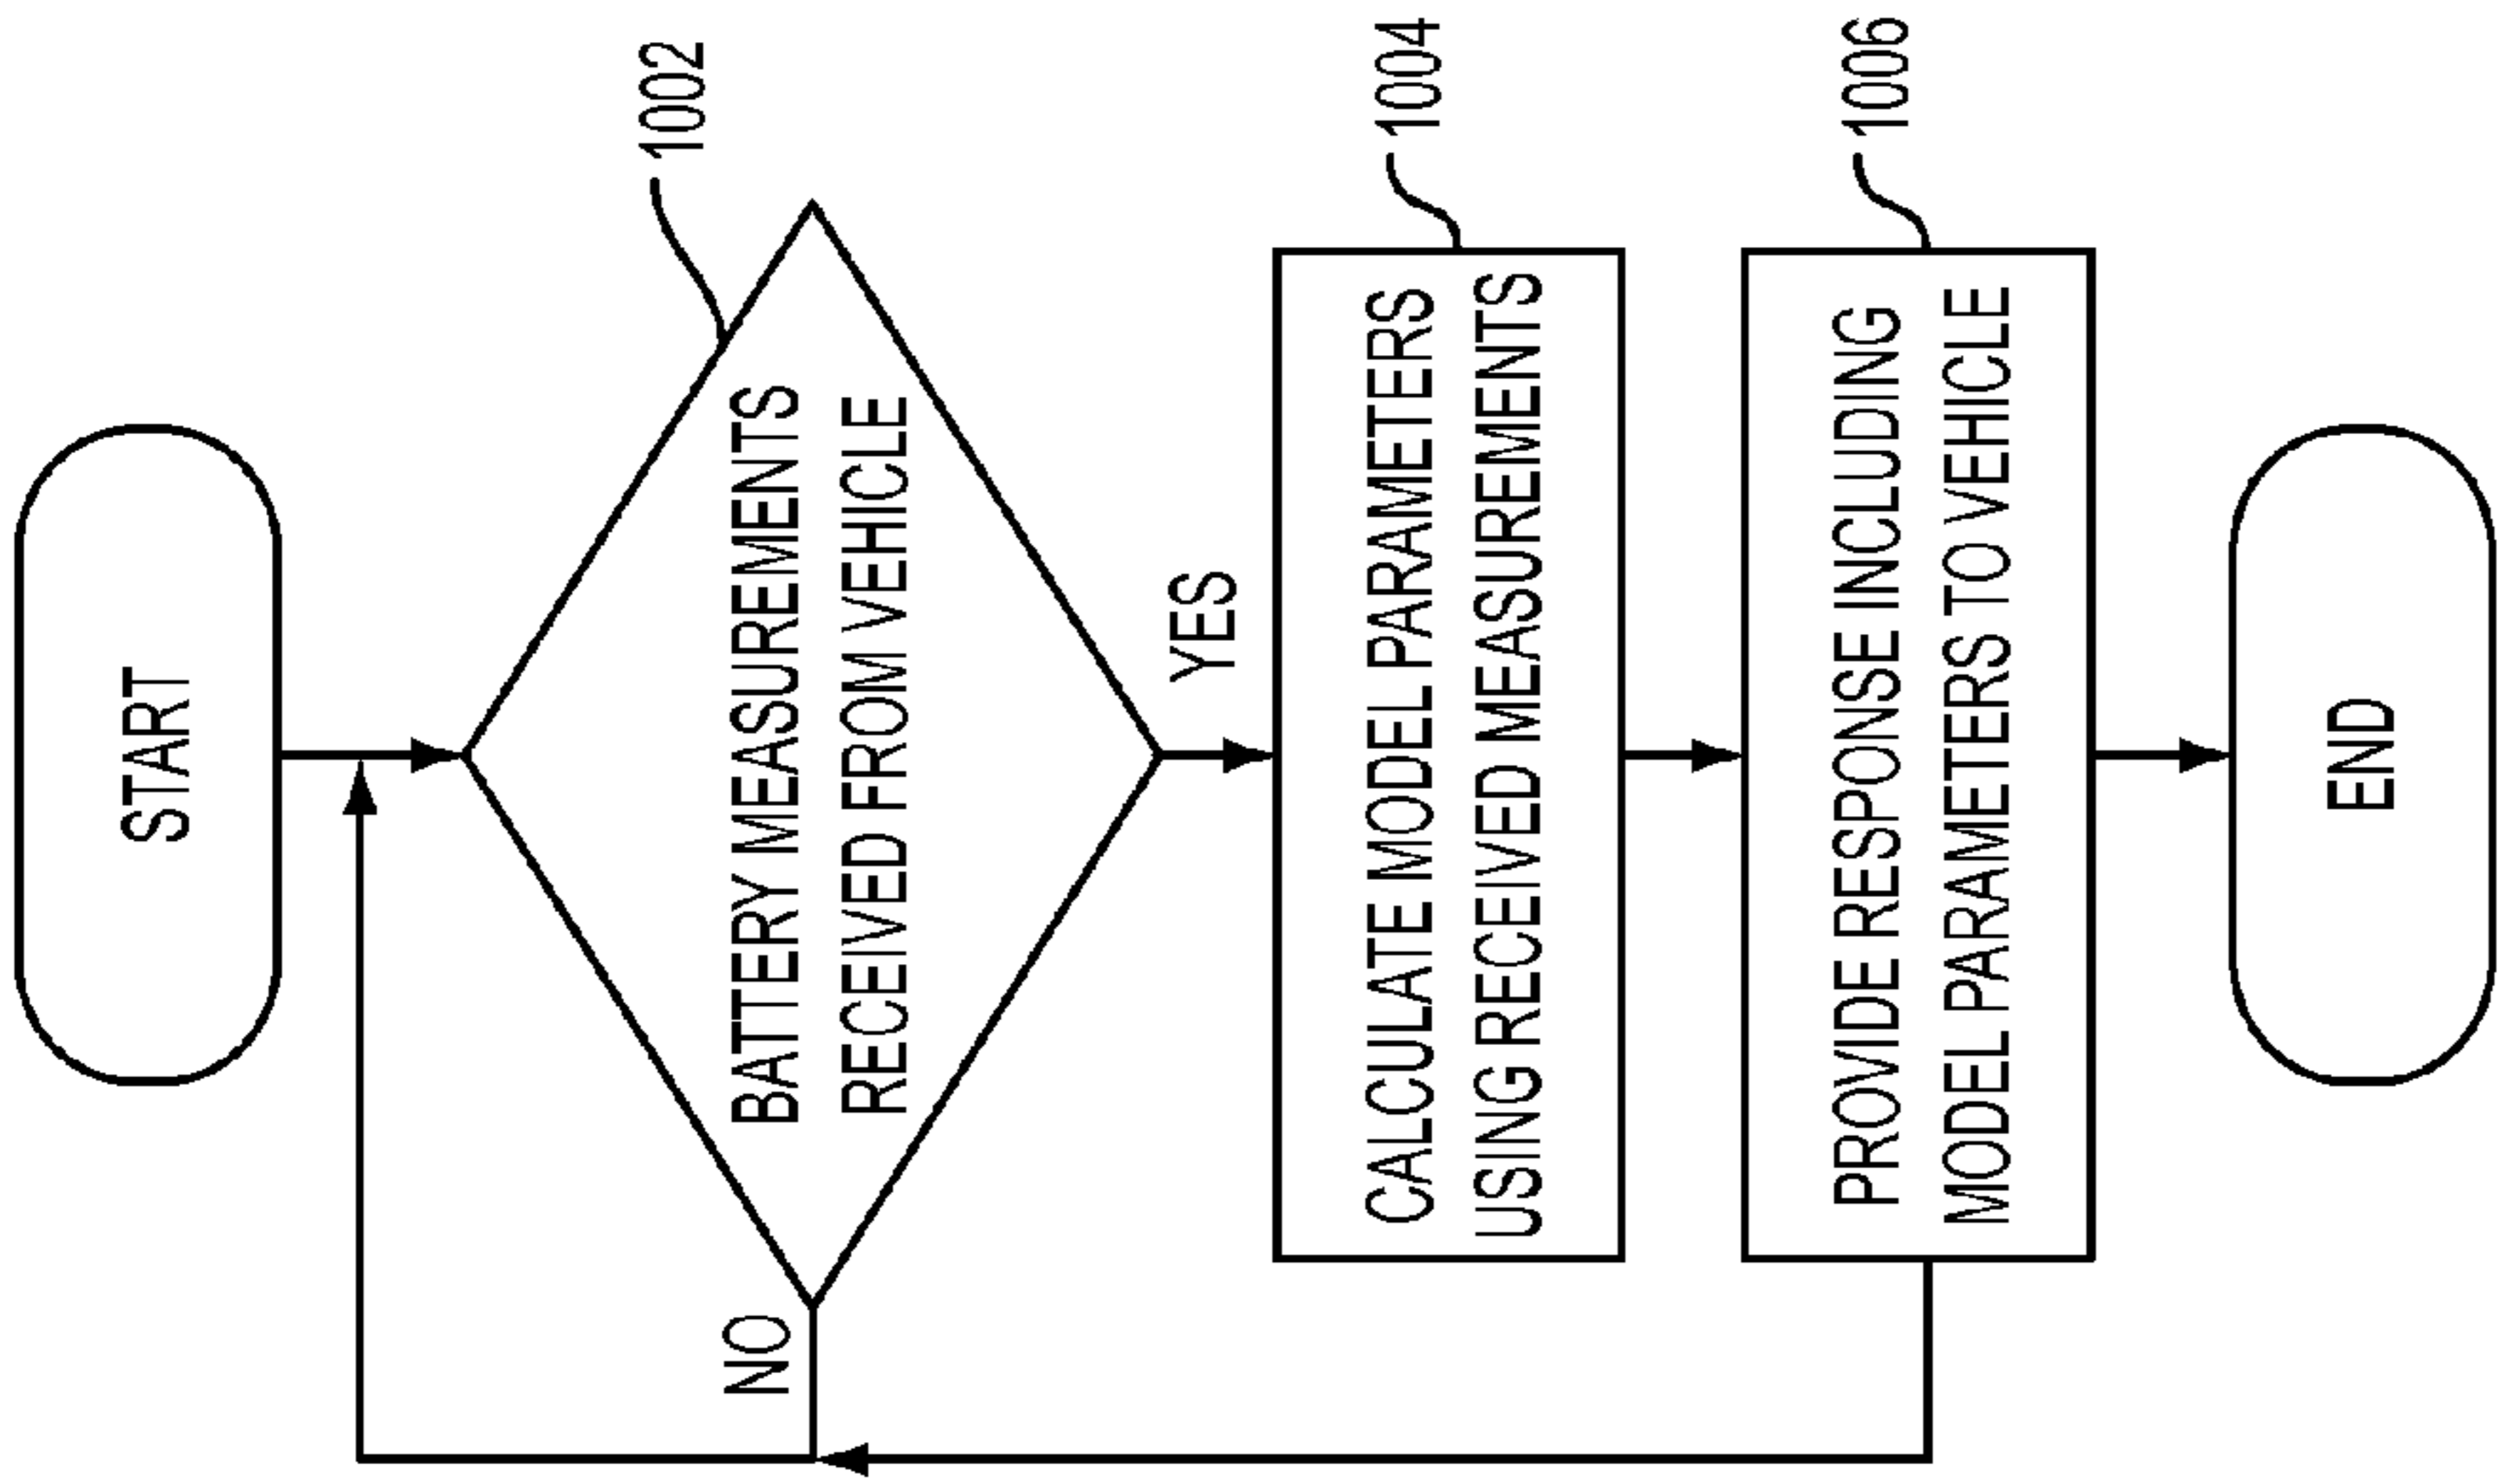 START
1002
BATTERY MEASUREMENTS
RECEIVED FROM VEHICLE
NO
YES
1004
CALCULATE MODEL PARAMETERS
USING RECEIVED MEASUREMENTS
1006
PROVIDE RESPONSE INCLUDING
MODEL PARAMETERS TO VEHICLE
END